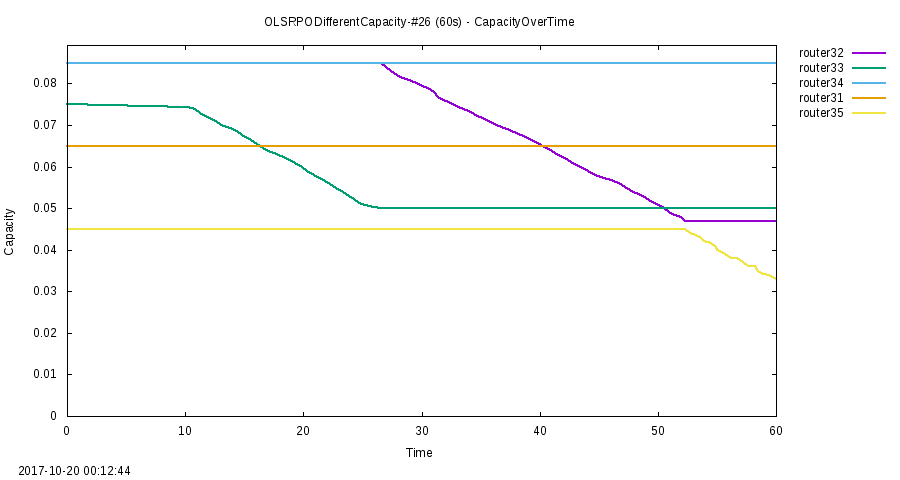 OLSRPODifferentCapacity-#26 (60s) - CapacityOverTime
router32
router33
router34
router31
router35
Capacity
0.08
0.07
0.06
0.05
0.04
0.03
0.02
0.01
0
0 10 20 30 40 50 60
Time
2017-10-20 00:12:44